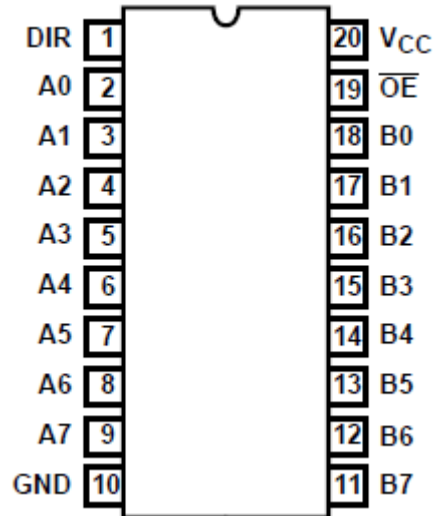 DIR 1 20 VCC
A0 2 19 O̅E̅
A1 3 18 B0
A2 4 17 B1
A3 5 16 B2
A4 6 15 B3
A5 7 14 B4
A6 8 13 B5
A7 9 12 B6
GND 10 11 B7